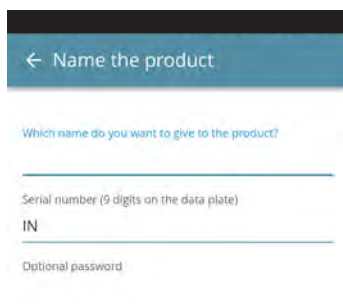 ← Name the product
Which name do you want to give to the product?
Serial number (9 digits on the data plate)
IN
Optional password